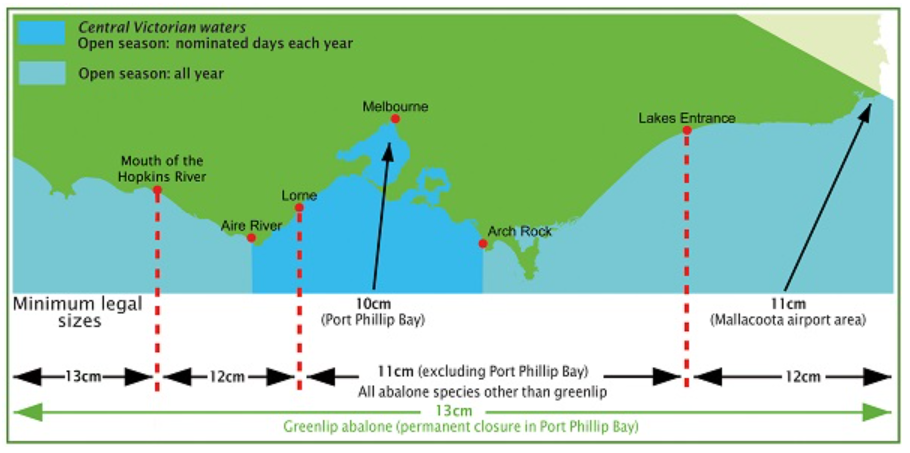 Central Victorian waters
Open season: nominated days each year
Open season: all year
Melbourne
Lakes Entrance
Mouth of the
Hopkins River
Lorne
Aire River
Arch Rock
Minimum legal
sizes
10cm
(Port Phillip Bay)
11cm
(Mallacoota airport area)
13cm
12cm
11cm (excluding Port Phillip Bay)
All abalone species other than greenlip
12cm
13cm
Greenlip abalone (permanent closure in Port Phillip Bay)